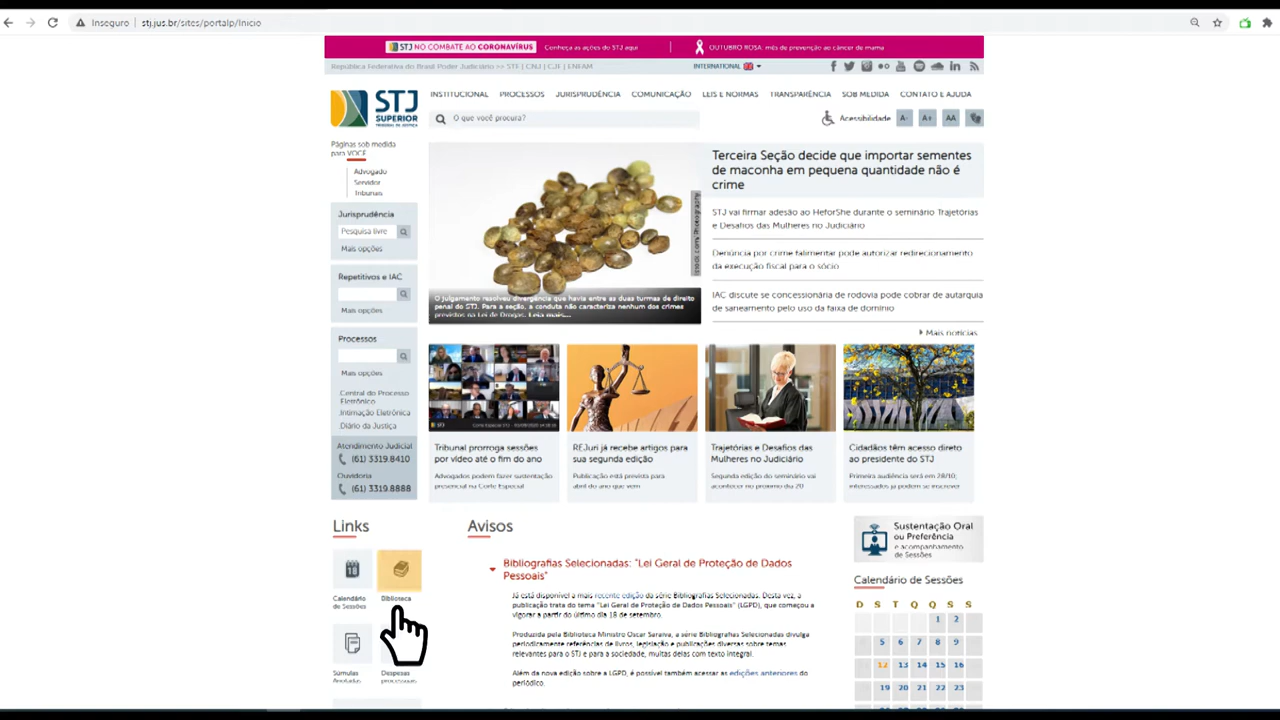 Inseguro | stj.jus.br/sites/portalp/Inicio
STJ NO COMBATE AO CORONAVÍRUS
Conheça as ações do STJ aqui
OUTUBRO ROSA: mês de prevenção ao câncer de mama
República Federativa do Brasil Poder Judiciário >> STF | CNJ | CJF | ENFAM
INTERNATIONAL
STJ
SUPERIOR
TRIBUNAL DE JUSTIÇA
INSTITUCIONAL PROCESSOS JURISPRUDÊNCIA COMUNICAÇÃO LEIS E NORMAS TRANSPARÊNCIA SOB MEDIDA CONTATO E AJUDA
O que você procura?
Acessibilidade A- A+ AA
Páginas sob medida
para VOCÊ
Advogado
Servidor
Tribunais
Jurisprudência
Pesquisa livre
Mais opções
Repetitivos e IAC
Mais opções
Processos
Mais opções
Central do Processo
Eletrônico
Intimação Eletrônica
Diário da Justiça
Atendimento Judicial
(61) 3319.8410
Ouvidoria
(61) 3319.8888
istock.com/Photography
O julgamento resolveu divergência que havia entre as duas turmas de direito
penal do STJ. Para a seção, a conduta não caracteriza nenhum dos crimes
previstos na Lei de Drogas. Leia mais...
Terceira Seção decide que importar sementes
de maconha em pequena quantidade não é
crime
STJ vai firmar adesão ao HeforShe durante o seminário Trajetórias
e Desafios das Mulheres no Judiciário
Denúncia por crime falimentar pode autorizar redirecionamento
da execução fiscal para o sócio
IAC discute se concessionária de rodovia pode cobrar de autarquia
de saneamento pelo uso da faixa de domínio
Mais notícias
STJ
Tribunal prorroga sessões
por vídeo até o fim do ano
Advogados podem fazer sustentação
presencial na Corte Especial
REJuri já recebe artigos para
sua segunda edição
Publicação está prevista para
abril do ano que vem
Trajetórias e Desafios das
Mulheres no Judiciário
Segunda edição do seminário vai
acontecer no próximo dia 20
Cidadãos têm acesso direto
ao presidente do STJ
Primeira audiência será em 28/10;
interessados já podem se inscrever
Links
18
Calendário
de Sessões
Biblioteca
Súmulas
Anotadas
Despesas
processuais
Avisos
Bibliografias Selecionadas: "Lei Geral de Proteção de Dados
Pessoais"
Já está disponível a mais recente edição da série Bibliografias Selecionadas. Desta vez, a
publicação trata do tema "Lei Geral de Proteção de Dados Pessoais" (LGPD), que começou a
vigorar a partir do último dia 18 de setembro.
Produzida pela Biblioteca Ministro Oscar Saraiva, a série Bibliografias Selecionadas divulga
periodicamente referências de livros, legislação e publicações diversas sobre temas
relevantes para o STJ e para a sociedade, muitas delas com texto integral.
Além da nova edição sobre a LGPD, é possível também acessar as edições anteriores do
periódico.
Sustentação Oral
ou Preferência
e acompanhamento
de Sessões
Calendário de Sessões
D S T Q Q S S
1 2
5 6 7 8 9
12 13 14 15 16
19 20 21 22 23